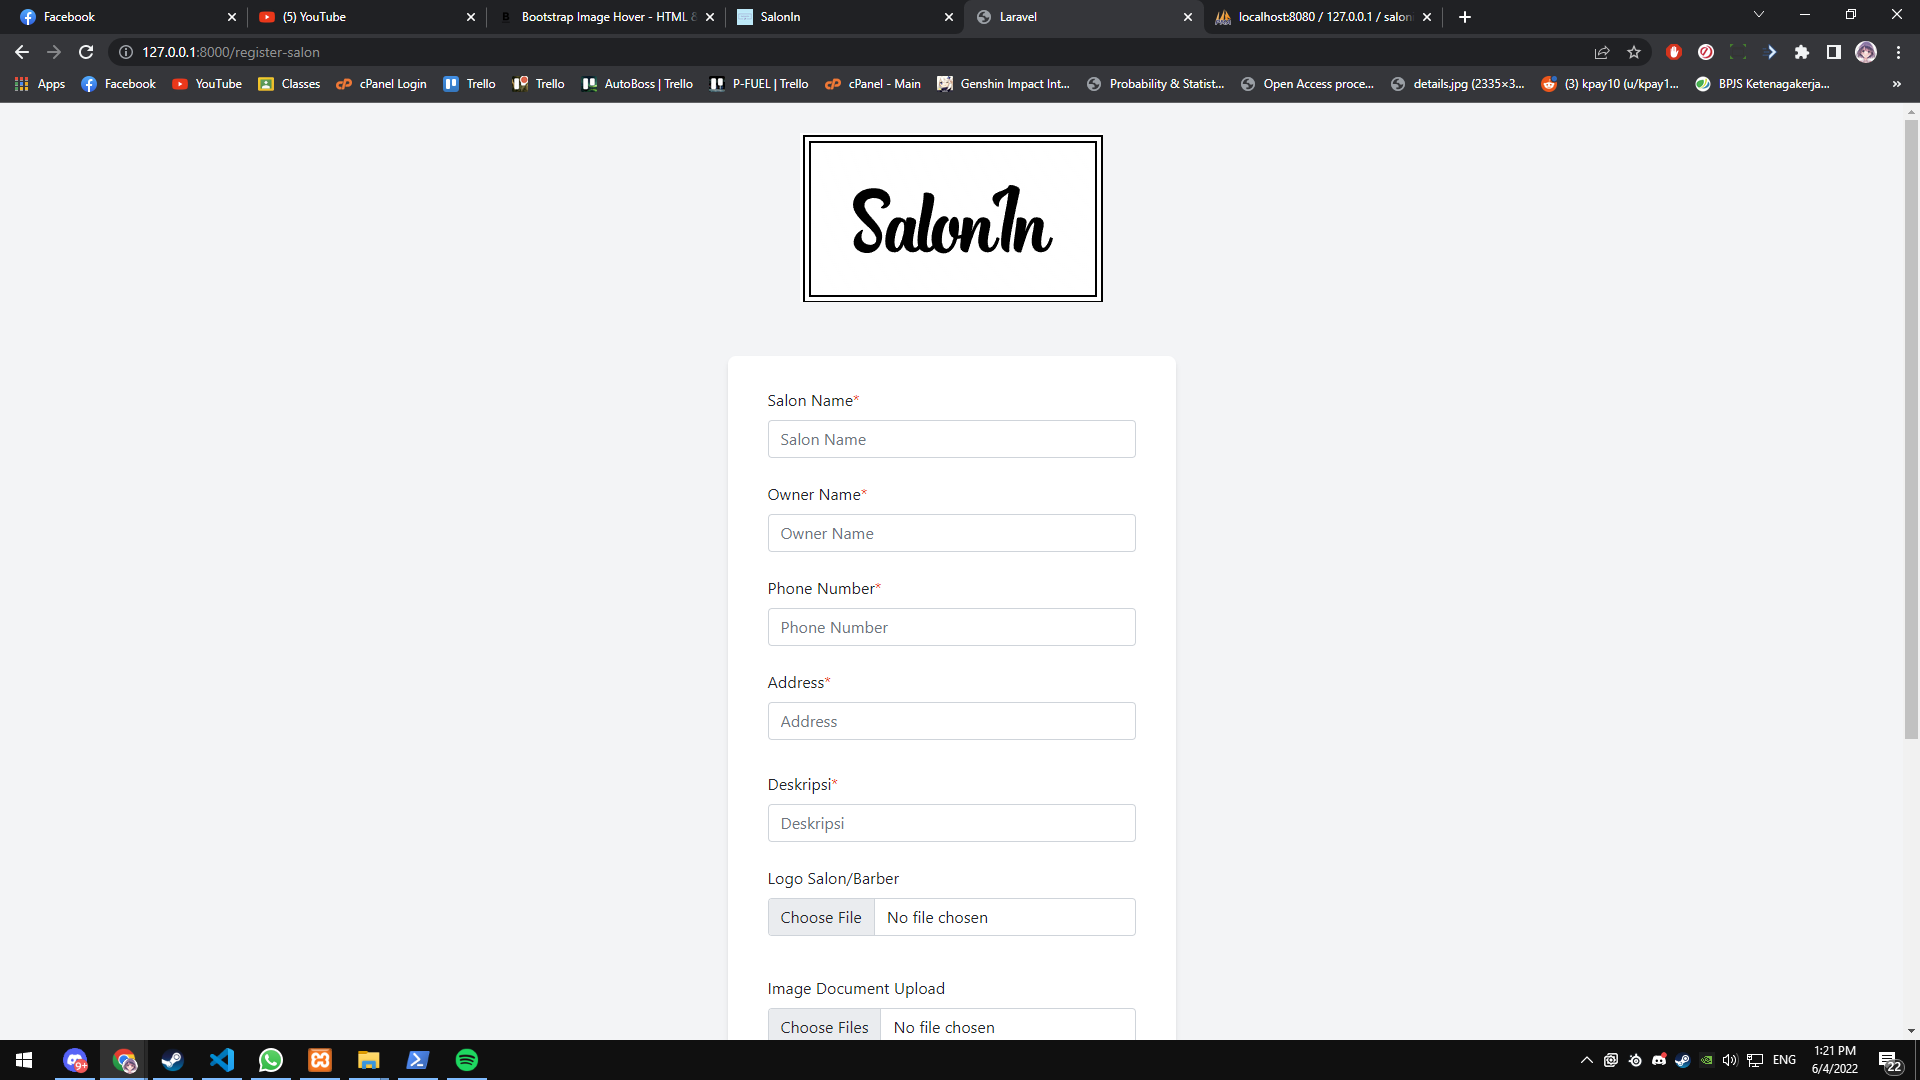 Facebook
(5) YouTube
Bootstrap Image Hover - HTML &
SalonIn
Laravel
localhost:8080 / 127.0.0.1 / salon
127.0.0.1:8000/register-salon
Apps
Facebook
YouTube
Classes
cPanel Login
Trello
Trello
AutoBoss | Trello
P-FUEL | Trello
cPanel - Main
Genshin Impact Int...
Probability & Statist...
Open Access proce...
details.jpg (2335×3...
(3) kpay10 (u/kpay1...
BPJS Ketenagakerja...
»
SalonIn
Salon Name*
Salon Name
Owner Name*
Owner Name
Phone Number*
Phone Number
Address*
Address
Deskripsi*
Deskripsi
Logo Salon/Barber
Choose File No file chosen
Image Document Upload
Choose Files No file chosen
9+
ENG
1:21 PM
6/4/2022
22